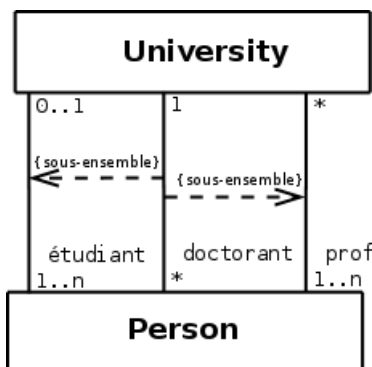 University
0..1 1 *
{sous-ensemble}
{sous-ensemble}
étudiant doctorant prof
1..n * 1..n
Person